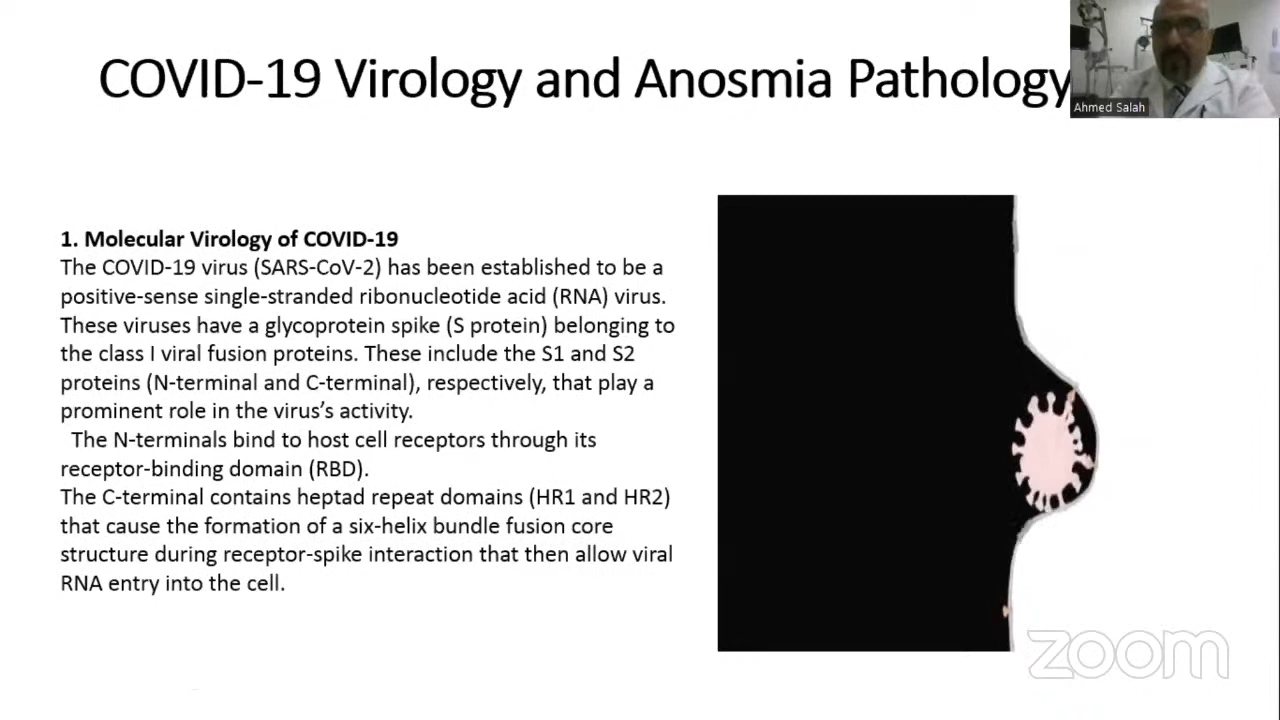 COVID-19 Virology and Anosmia Pathology
Ahmed Salah
1. Molecular Virology of COVID-19
The COVID-19 virus (SARS-CoV-2) has been established to be a
positive-sense single-stranded ribonucleotide acid (RNA) virus.
These viruses have a glycoprotein spike (S protein) belonging to
the class I viral fusion proteins. These include the S1 and S2
proteins (N-terminal and C-terminal), respectively, that play a
prominent role in the virus’s activity.
The N-terminals bind to host cell receptors through its
receptor-binding domain (RBD).
The C-terminal contains heptad repeat domains (HR1 and HR2)
that cause the formation of a six-helix bundle fusion core
structure during receptor-spike interaction that then allow viral
RNA entry into the cell.
zoom